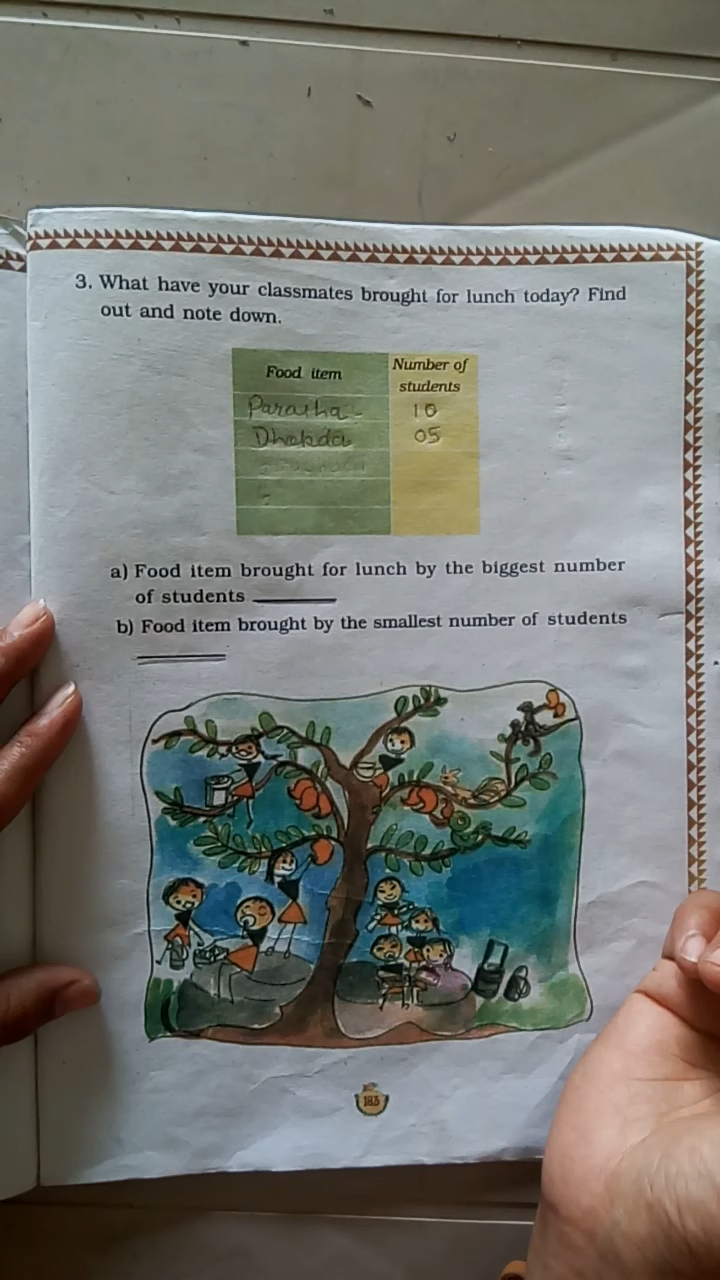 3. What have your classmates brought for lunch today? Find
out and note down.
Food item
Number of
students
Paratha 10
Dhokda 05
a) Food item brought for lunch by the biggest number
of students
b) Food item brought by the smallest number of students
183